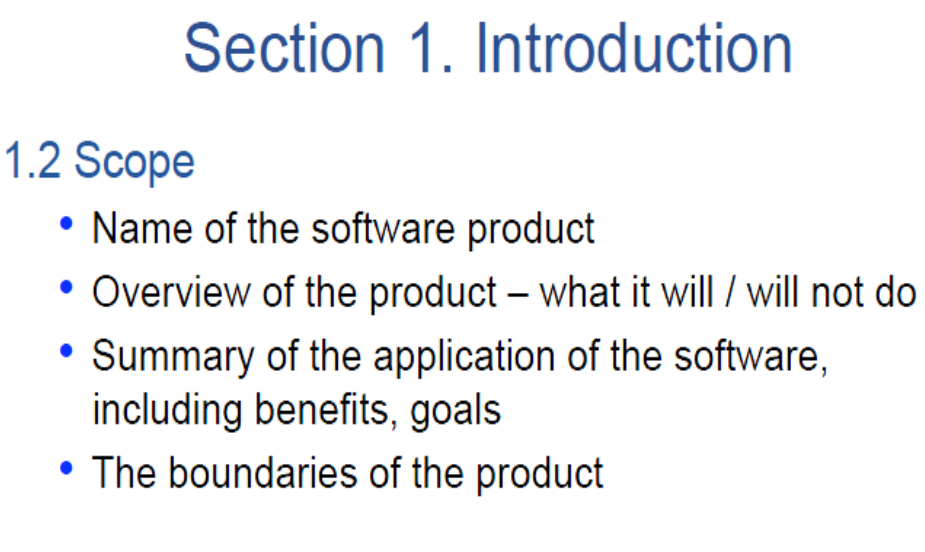 Section 1. Introduction
1.2 Scope
• Name of the software product
• Overview of the product – what it will / will not do
• Summary of the application of the software,
including benefits, goals
• The boundaries of the product